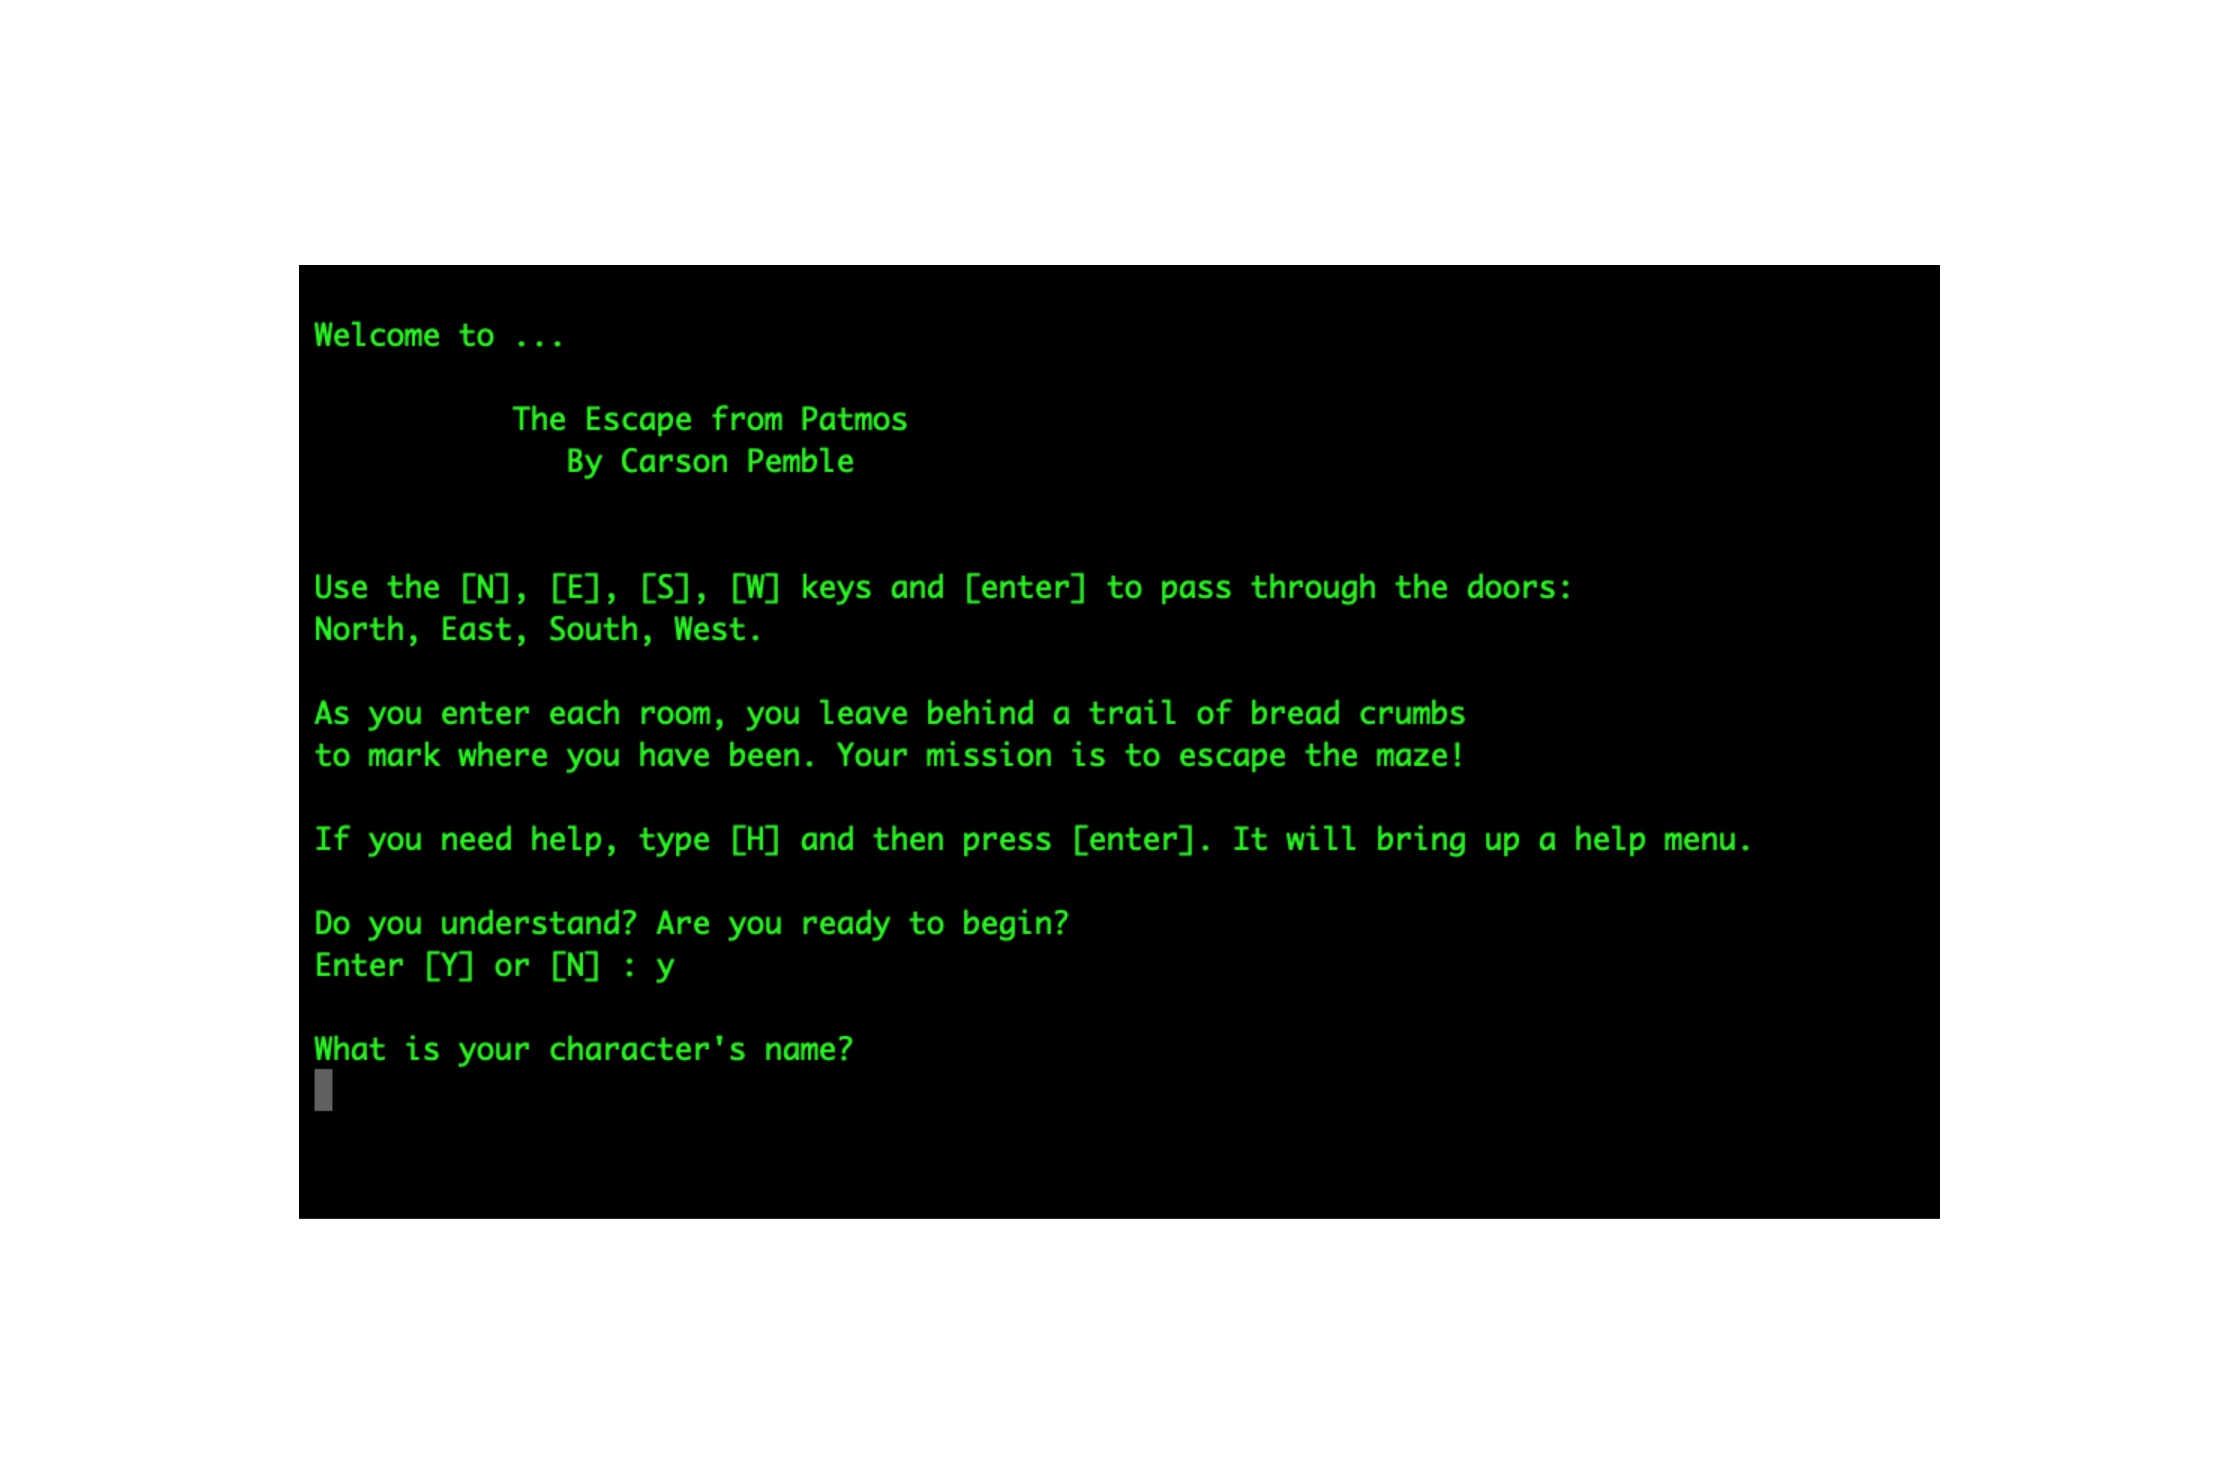 Welcome to ...
The Escape from Patmos
By Carson Pemble
Use the [N], [E], [S], [W] keys and [enter] to pass through the doors:
North, East, South, West.
As you enter each room, you leave behind a trail of bread crumbs
to mark where you have been. Your mission is to escape the maze!
If you need help, type [H] and then press [enter]. It will bring up a help menu.
Do you understand? Are you ready to begin?
Enter [Y] or [N] : y
What is your character's name?